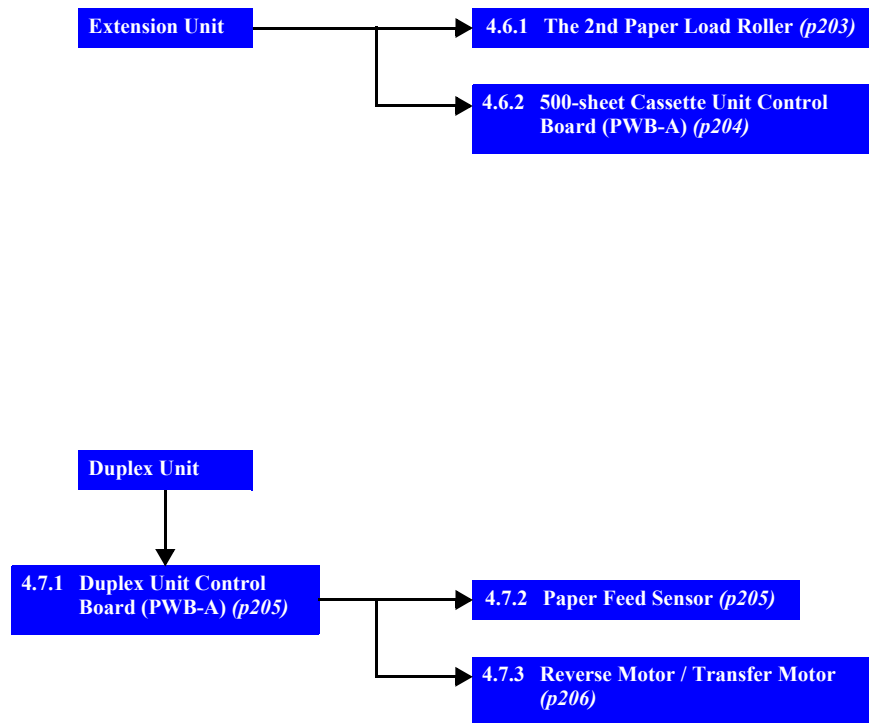 Extension Unit
4.6.1 The 2nd Paper Load Roller (p203)
4.6.2 500-sheet Cassette Unit Control
Board (PWB-A) (p204)
Duplex Unit
4.7.1 Duplex Unit Control
Board (PWB-A) (p205)
4.7.2 Paper Feed Sensor (p205)
4.7.3 Reverse Motor / Transfer Motor
(p206)